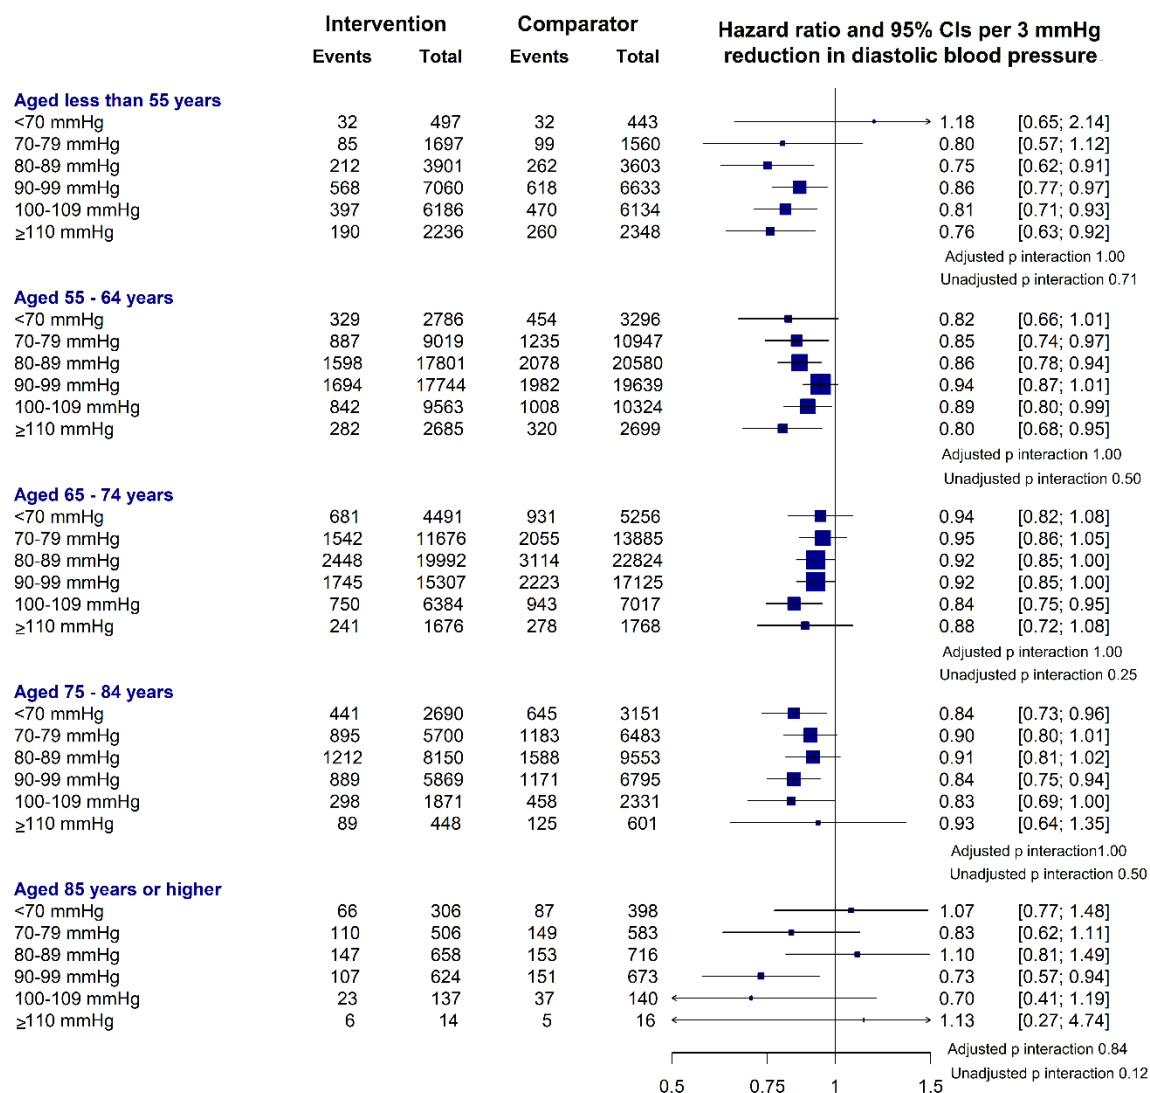 Intervention Comparator Hazard ratio and 95% CIs per 3 mmHg
Events Total Events Total reduction in diastolic blood pressure
Aged less than 55 years
<70 mmHg 32 497 32 443 1.18 [0.65; 2.14]
70-79 mmHg 85 1697 99 1560 0.80 [0.57; 1.12]
80-89 mmHg 212 3901 262 3603 0.75 [0.62; 0.91]
90-99 mmHg 568 7060 618 6633 0.86 [0.77; 0.97]
100-109 mmHg 397 6186 470 6134 0.81 [0.71; 0.93]
≥110 mmHg 190 2236 260 2348 0.76 [0.63; 0.92]
Adjusted p interaction 1.00
Unadjusted p interaction 0.71
Aged 55 - 64 years
<70 mmHg 329 2786 454 3296 0.82 [0.66; 1.01]
70-79 mmHg 887 9019 1235 10947 0.85 [0.74; 0.97]
80-89 mmHg 1598 17801 2078 20580 0.86 [0.78; 0.94]
90-99 mmHg 1694 17744 1982 19639 0.94 [0.87; 1.01]
100-109 mmHg 842 9563 1008 10324 0.89 [0.80; 0.99]
≥110 mmHg 282 2685 320 2699 0.80 [0.68; 0.95]
Adjusted p interaction 1.00
Unadjusted p interaction 0.50
Aged 65 - 74 years
<70 mmHg 681 4491 931 5256 0.94 [0.82; 1.08]
70-79 mmHg 1542 11676 2055 13885 0.95 [0.86; 1.05]
80-89 mmHg 2448 19992 3114 22824 0.92 [0.85; 1.00]
90-99 mmHg 1745 15307 2223 17125 0.92 [0.85; 1.00]
100-109 mmHg 750 6384 943 7017 0.84 [0.75; 0.95]
≥110 mmHg 241 1676 278 1768 0.88 [0.72; 1.08]
Adjusted p interaction 1.00
Unadjusted p interaction 0.25
Aged 75 - 84 years
<70 mmHg 441 2690 645 3151 0.84 [0.73; 0.96]
70-79 mmHg 895 5700 1183 6483 0.90 [0.80; 1.01]
80-89 mmHg 1212 8150 1588 9553 0.91 [0.81; 1.02]
90-99 mmHg 889 5869 1171 6795 0.84 [0.75; 0.94]
100-109 mmHg 298 1871 458 2331 0.83 [0.69; 1.00]
≥110 mmHg 89 448 125 601 0.93 [0.64; 1.35]
Adjusted p interaction1.00
Unadjusted p interaction 0.50
Aged 85 years or higher
<70 mmHg 66 306 87 398 1.07 [0.77; 1.48]
70-79 mmHg 110 506 149 583 0.83 [0.62; 1.11]
80-89 mmHg 147 658 153 716 1.10 [0.81; 1.49]
90-99 mmHg 107 624 151 673 0.73 [0.57; 0.94]
100-109 mmHg 23 137 37 140 0.70 [0.41; 1.19]
≥110 mmHg 6 14 5 16 1.13 [0.27; 4.74]
Adjusted p interaction 0.84
Unadjusted p interaction 0.12
0.5 0.75 1 1.5